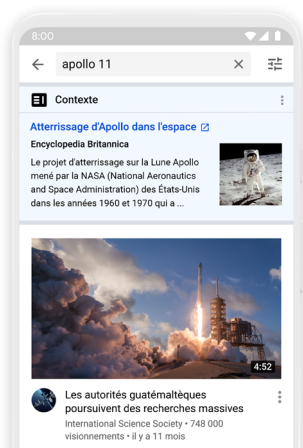 8:00
apollo 11
Contexte
Atterrissage d'Apollo dans l'espace
Encyclopedia Britannica
Le projet d'atterrissage sur la Lune Apollo
mené par la NASA (National Aeronautics
and Space Administration) des États-Unis
dans les années 1960 et 1970 qui a ...
4:52
Les autorités guatémaltèques
poursuivent des recherches massives
International Science Society • 748 000
visionnements • il y a 11 mois